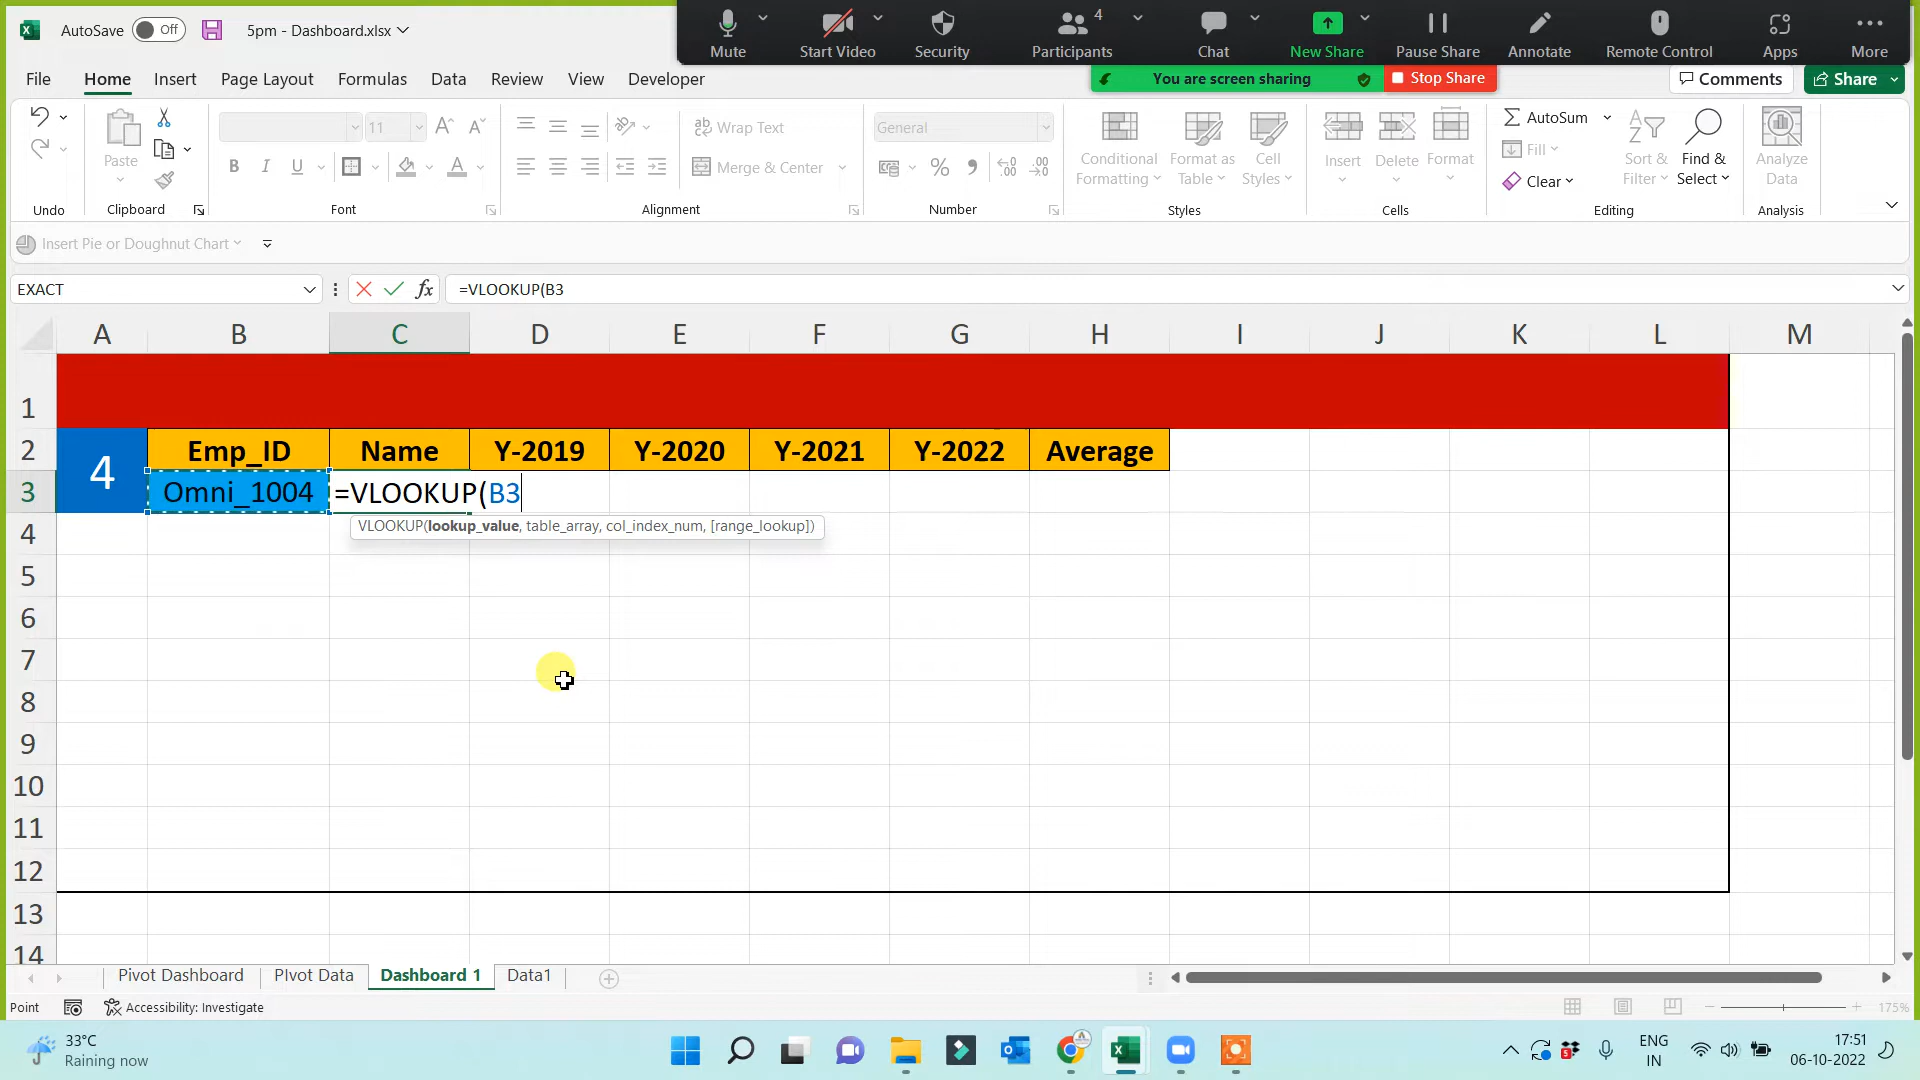 AutoSave Off 5pm - Dashboard.xlsx
Mute Start Video Security Participants 4 Chat New Share Pause Share Annotate Remote Control Apps More
You are screen sharing Stop Share
File Home Insert Page Layout Formulas Data Review View Developer Comments Share
Paste 11 Wrap Text General Conditional Formatting Format as Table Cell Styles Insert Delete Format AutoSum Sort & Filter Find & Select Analyze Data
B I U Merge & Center % Fill Clear
Undo Clipboard Font Alignment Number Styles Cells Editing Analysis
Insert Pie or Doughnut Chart
EXACT fx =VLOOKUP(B3
A B C D E F G H I J K L M
1
2 Emp_ID Name Y-2019 Y-2020 Y-2021 Y-2022 Average
4
3 Omni_1004 =VLOOKUP(B3
VLOOKUP(lookup_value, table_array, col_index_num, [range_lookup])
4
5
6
7
8
9
10
11
12
13
14
Pivot Dashboard PIvot Data Dashboard 1 Data1
Point Accessibility: Investigate 175%
33°C
Raining now
5
ENG
IN
17:51
06-10-2022